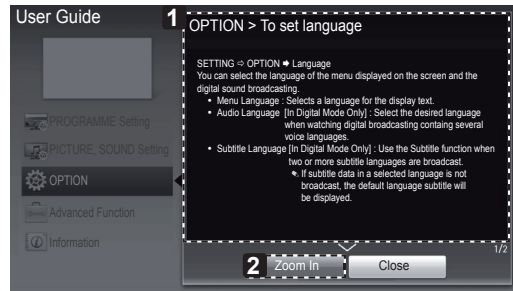 User Guide
1
OPTION > To set language
SETTING ⇨ OPTION ➡ Language
You can select the language of the menu displayed on the screen and the
digital sound broadcasting.
• Menu Language : Selects a language for the display text.
• Audio Language [In Digital Mode Only] : Select the desired language
when watching digital broadcasting containg several
voice languages.
• Subtitle Language [In Digital Mode Only] : Use the Subtitle function when
two or more subtitle languages are broadcast.
If subtitle data in a selected language is not
broadcast, the default language subtitle will
be displayed.
PROGRAMME Setting
PICTURE, SOUND Setting
OPTION
Advanced Function
Information
1/2
2
Zoom In
Close